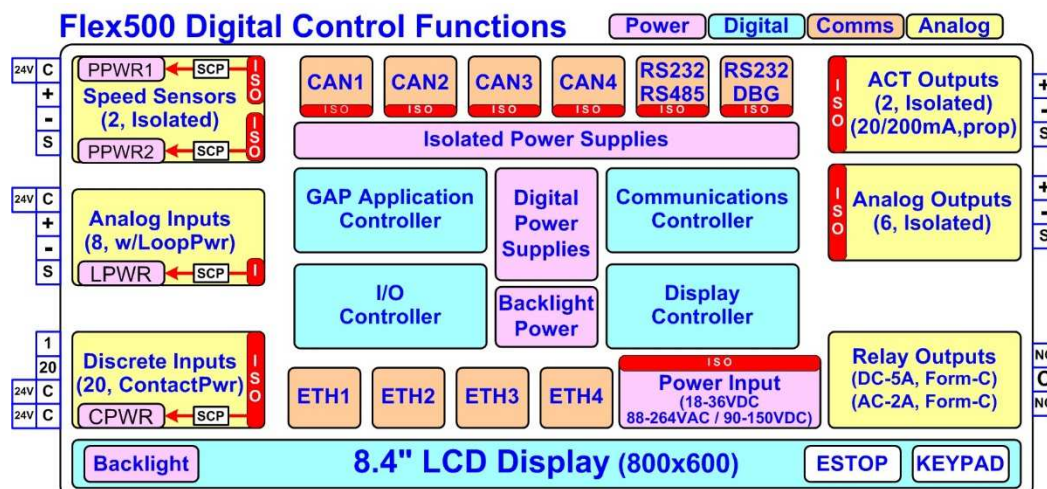 Flex500 Digital Control Functions
Power
Digital
Comms
Analog
24V C
+
-
S
PPWR1
SCP
ISO
Speed Sensors
(2, Isolated)
PPWR2
SCP
ISO
CAN1
ISO
CAN2
ISO
CAN3
ISO
CAN4
ISO
RS232
RS485
ISO
RS232
DBG
ISO
Isolated Power Supplies
ISO
ACT Outputs
(2, Isolated)
(20/200mA,prop)
+
-
S
24V C
+
-
S
Analog Inputs
(8, w/LoopPwr)
LPWR
SCP
I
GAP Application
Controller
Digital
Power
Supplies
Communications
Controller
ISO
Analog Outputs
(6, Isolated)
+
-
S
I/O
Controller
Backlight
Power
Display
Controller
1
20
24V C
24V C
Discrete Inputs
(20, ContactPwr)
CPWR
SCP
ISO
ETH1
ETH2
ETH3
ETH4
ISO
Power Input
(18-36VDC
88-264VAC / 90-150VDC)
Relay Outputs
(DC-5A, Form-C)
(AC-2A, Form-C)
C
Backlight
8.4" LCD Display (800x600)
ESTOP
KEYPAD